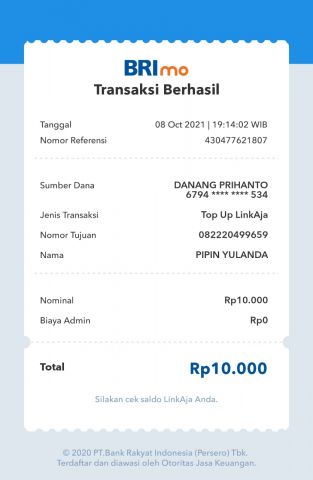 BRImo
Transaksi Berhasil
Tanggal 08 Oct 2021 | 19:14:02 WIB
Nomor Referensi 430477621807
Sumber Dana DANANG PRIHANTO
6794 **** **** 534
Jenis Transaksi Top Up LinkAja
Nomor Tujuan 082220499659
Nama PIPIN YULANDA
Nominal Rp10.000
Biaya Admin Rp0
Total Rp10.000
Silakan cek saldo LinkAja Anda.
© 2020 PT.Bank Rakyat Indonesia (Persero) Tbk.
Terdaftar dan diawasi oleh Otoritas Jasa Keuangan.